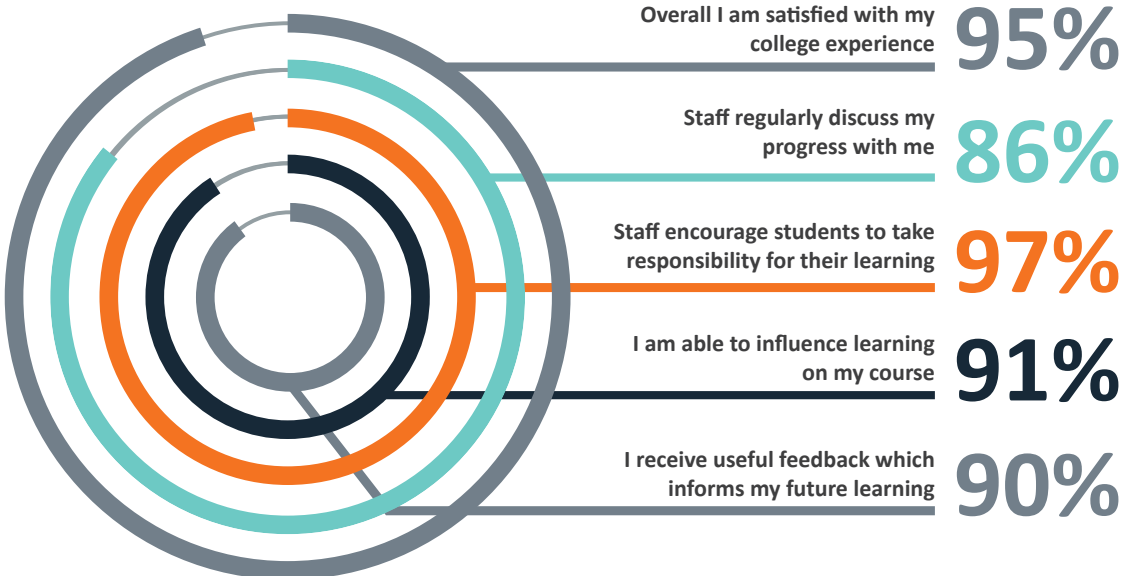 Overall I am satisfied with my
college experience
95%
Staff regularly discuss my
progress with me
86%
Staff encourage students to take
responsibility for their learning
97%
I am able to influence learning
on my course
91%
I receive useful feedback which
informs my future learning
90%